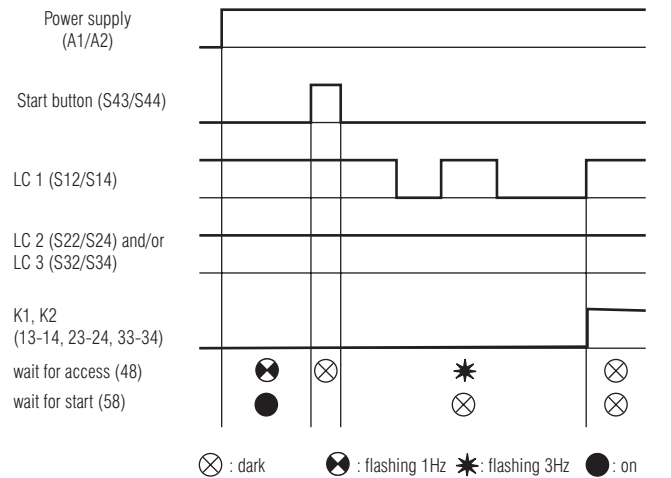 Power supply
(A1/A2)
Start button (S43/S44)
LC 1 (S12/S14)
LC 2 (S22/S24) and/or
LC 3 (S32/S34)
K1, K2
(13-14, 23-24, 33-34)
wait for access (48)
wait for start (58)
: dark : flashing 1Hz : flashing 3Hz : on